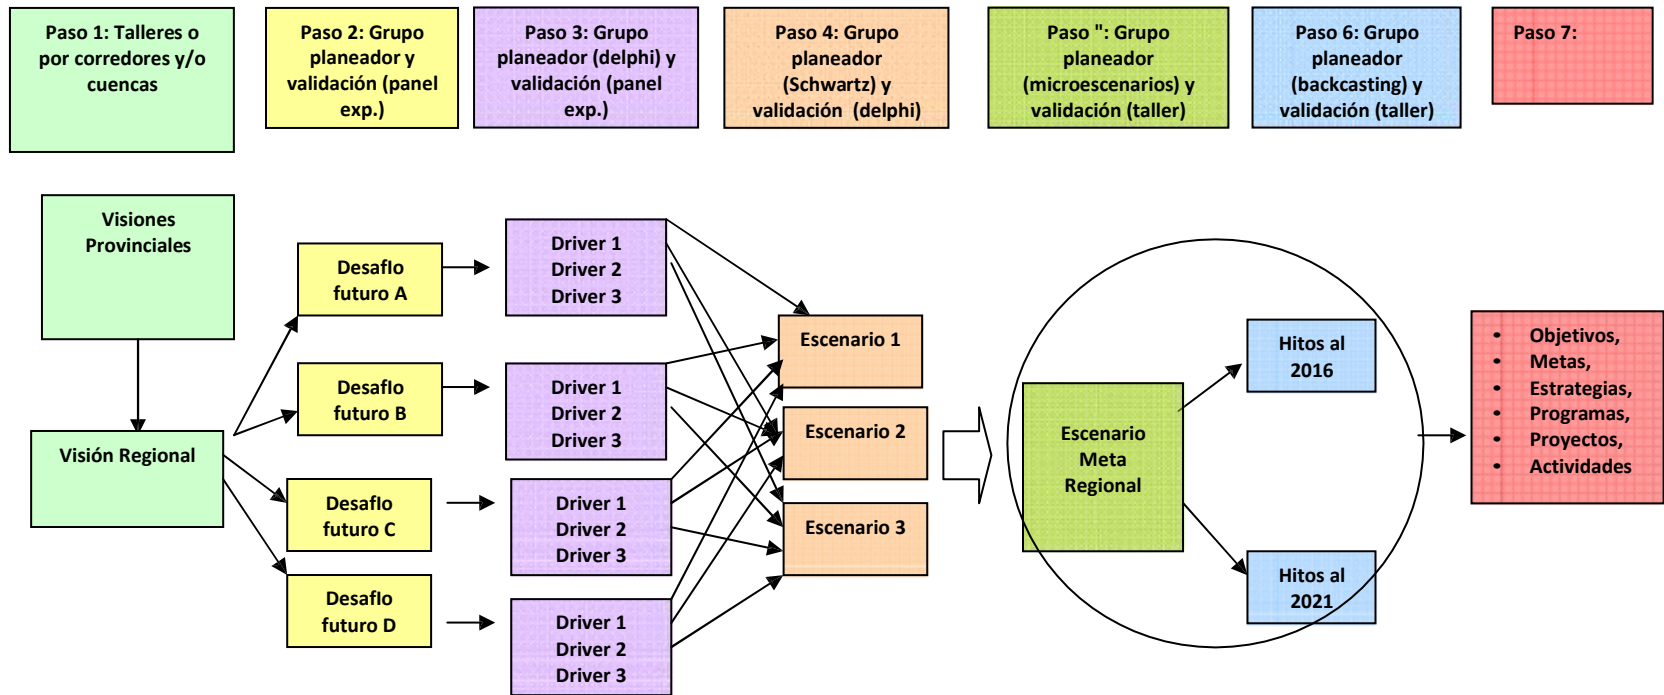 Paso 1: Talleres o
por corredores y/o
cuencas
Paso 2: Grupo
planeador y
validación (panel
exp.)
Paso 3: Grupo
planeador (delphi) y
validación (panel
exp.)
Paso 4: Grupo
planeador
(Schwartz) y
validación (delphi)
Paso ": Grupo
planeador
(microescenarios) y
validación (taller)
Paso 6: Grupo
planeador
(backcasting) y
validación (taller)
Paso 7:
Visiones
Provinciales
Visión Regional
Desafío
futuro A
Desafío
futuro B
Desafío
futuro C
Desafío
futuro D
Driver 1
Driver 2
Driver 3
Driver 1
Driver 2
Driver 3
Driver 1
Driver 2
Driver 3
Driver 1
Driver 2
Driver 3
Escenario 1
Escenario 2
Escenario 3
Escenario
Meta
Regional
Hitos al
2016
Hitos al
2021
• Objetivos,
• Metas,
• Estrategias,
• Programas,
• Proyectos,
• Actividades